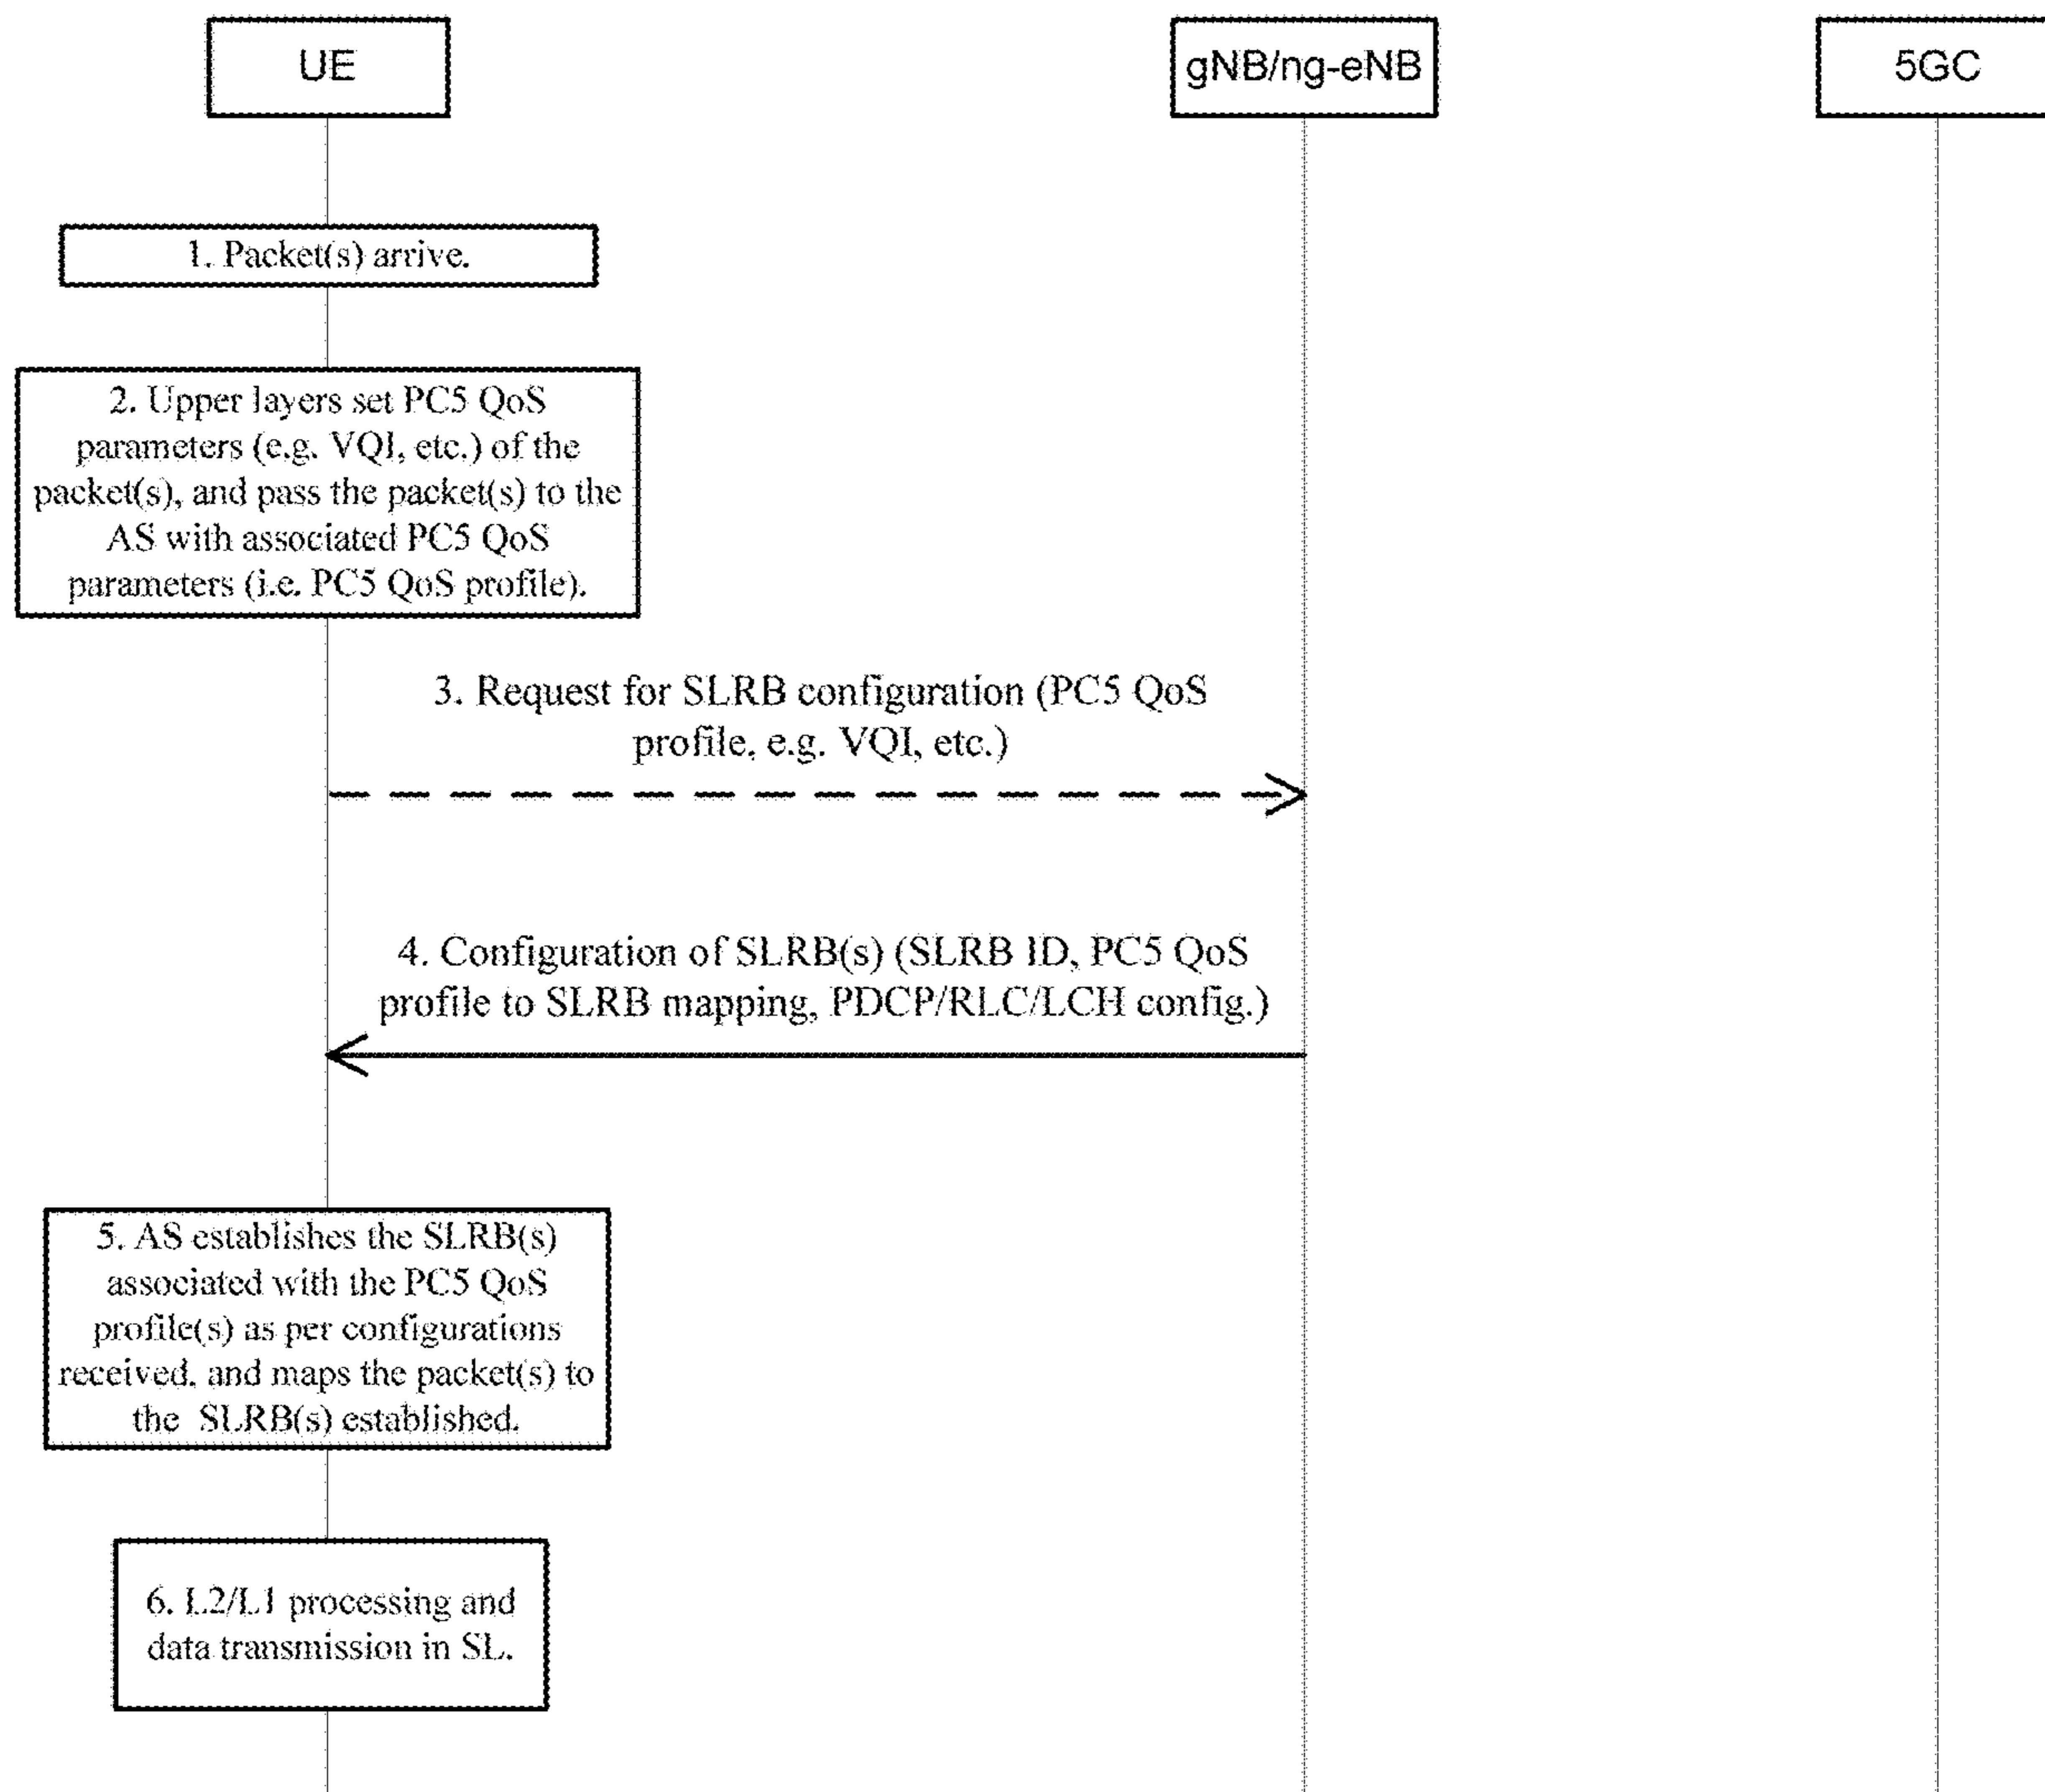 UE
gNB/ng-eNB
5GC
1. Packet(s) arrive.
2. Upper layers set PC5 QoS
parameters (e.g. VQI, etc.) of the
packet(s), and pass the packet(s) to the
AS with associated PC5 QoS
parameters (i.e. PC5 QoS profile).
3. Request for SLRB configuration (PC5 QoS
profile, e.g. VQI, etc.)
4. Configuration of SLRB(s) (SLRB ID, PC5 QoS
profile to SLRB mapping, PDCP/RLC/LCH config.)
5. AS establishes the SLRB(s)
associated with the PC5 QoS
profile(s) as per configurations
received, and maps the packet(s) to
the SLRB(s) established.
6. L2/L1 processing and
data transmission in SL.